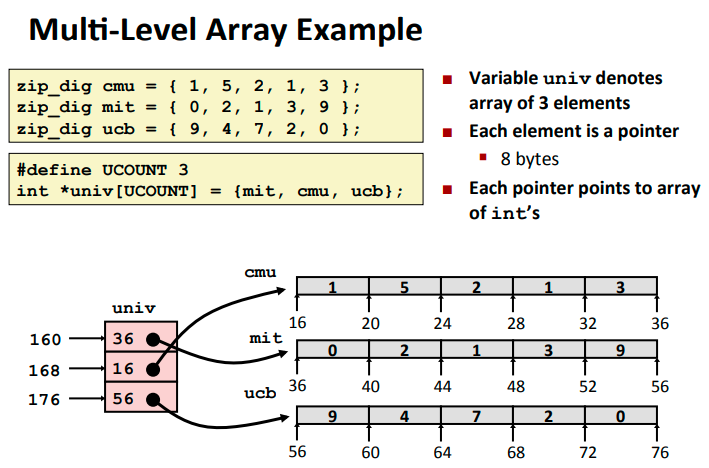 Multi-Level Array Example
zip_dig cmu = { 1, 5, 2, 1, 3 };
zip_dig mit = { 0, 2, 1, 3, 9 };
zip_dig ucb = { 9, 4, 7, 2, 0 };
#define UCOUNT 3
int *univ[UCOUNT] = {mit, cmu, ucb};
■ Variable univ denotes
array of 3 elements
■ Each element is a pointer
▪ 8 bytes
■ Each pointer points to array
of int’s
cmu
1 5 2 1 3
16 20 24 28 32 36
univ
160 36
168 16
176 56
mit
0 2 1 3 9
36 40 44 48 52 56
ucb
9 4 7 2 0
56 60 64 68 72 76